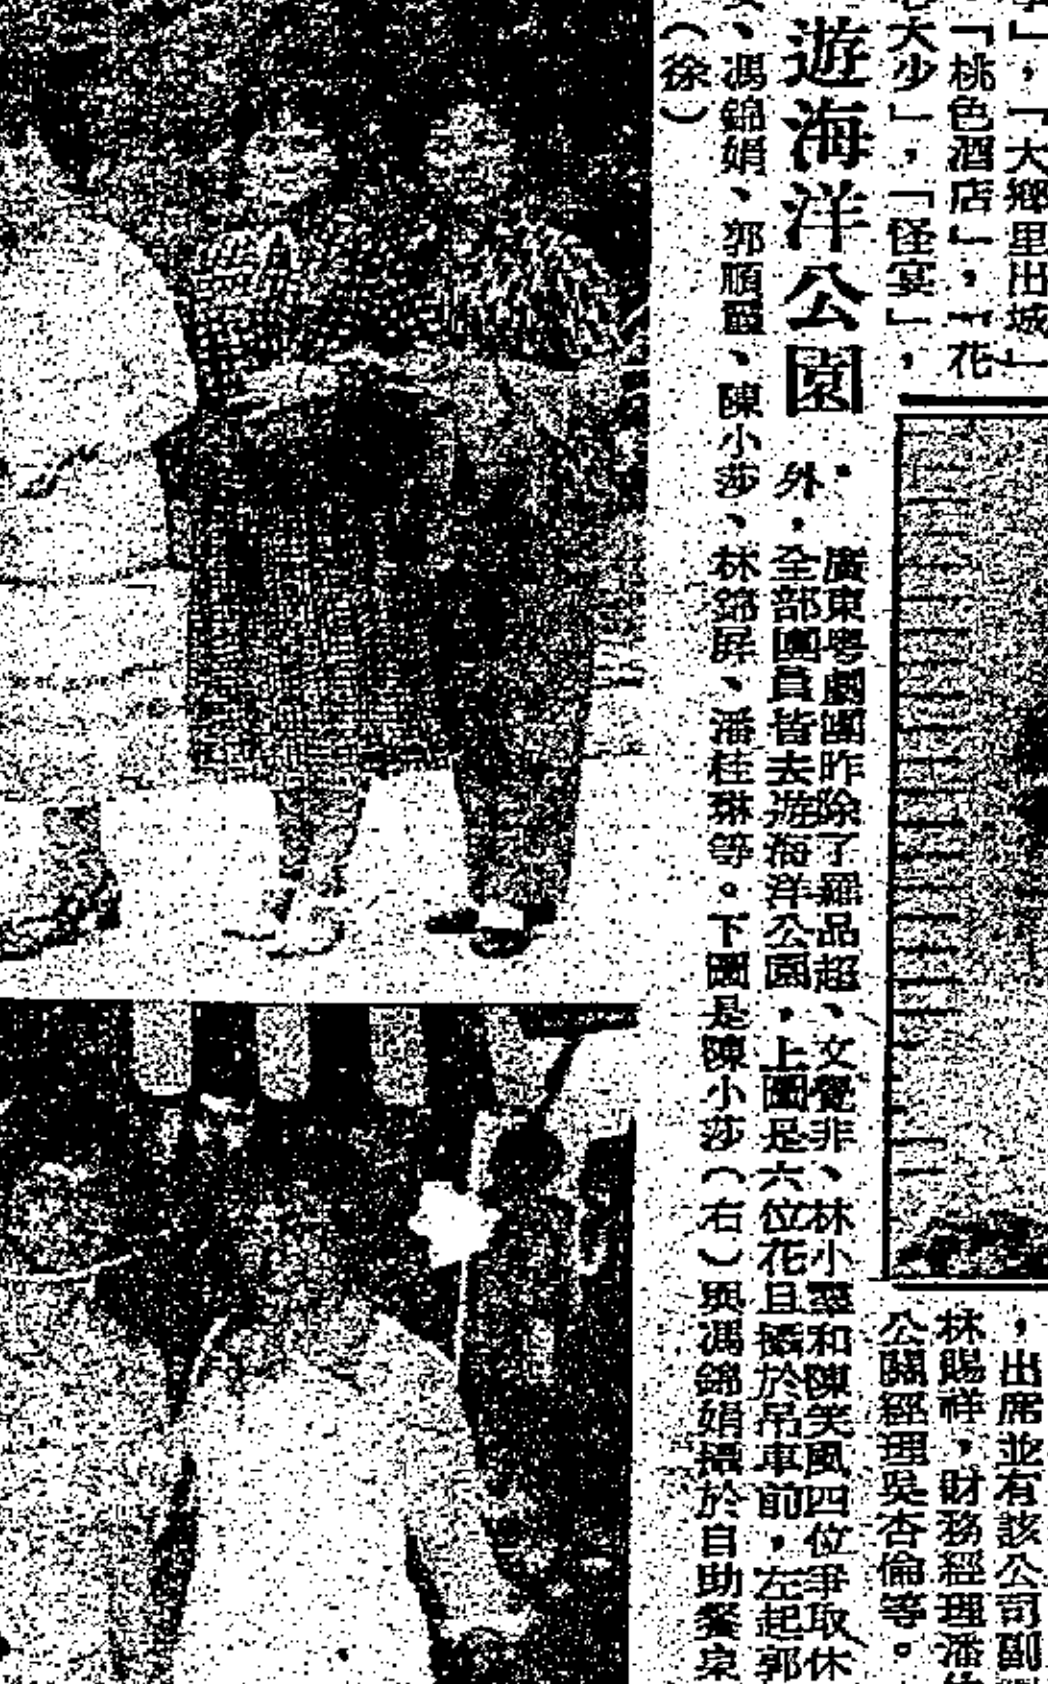 」，「大鄉里出城」
「桃色酒店」，「花
大少」，「怪宴」，
遊海洋公園
廣東粵劇團昨除了羅品超、文覺非、林小羣和陳笑風四位爭取休
外，全部團員皆去遊海洋公園，上圖是六位花旦攝於吊車前，左起郭
、馮錦娟、郭順、陳小莎、林錦屏、潘桂琳等。下圖是陳小莎（右）與馮錦娟攝於自助餐桌
（徐）
，出席並有該公司副
林賜祥，財務經理潘
公關經理吳杏倫等。